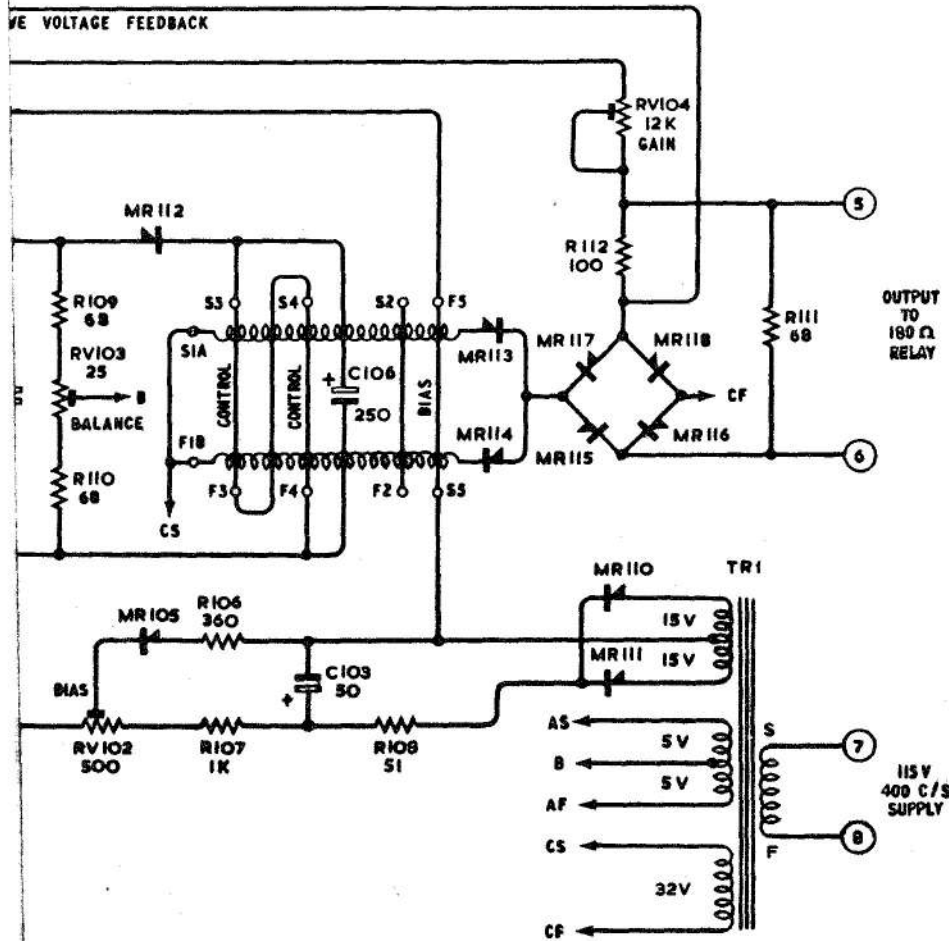 VE VOLTAGE FEEDBACK
RV104
12K
GAIN
5
MR112
R112
100
S3
S4
S2
F5
R109
68
S1A
MR113
MR117
MR118
R111
68
OUTPUT
TO
180 Ω
RELAY
RV103
25
B
BALANCE
CONTROL
CONTROL
+
C106
250
BIAS
CF
F1B
MR114
MR115
MR116
6
R110
68
F3
F4
F2
S5
CS
MR110
TR1
MR105
R106
360
15V
15V
MR111
BIAS
C103
50
+
RV102
500
R107
1K
R108
51
AS
5V
B
5V
AF
S
7
115V
400 C/S
SUPPLY
8
F
CS
32V
CF